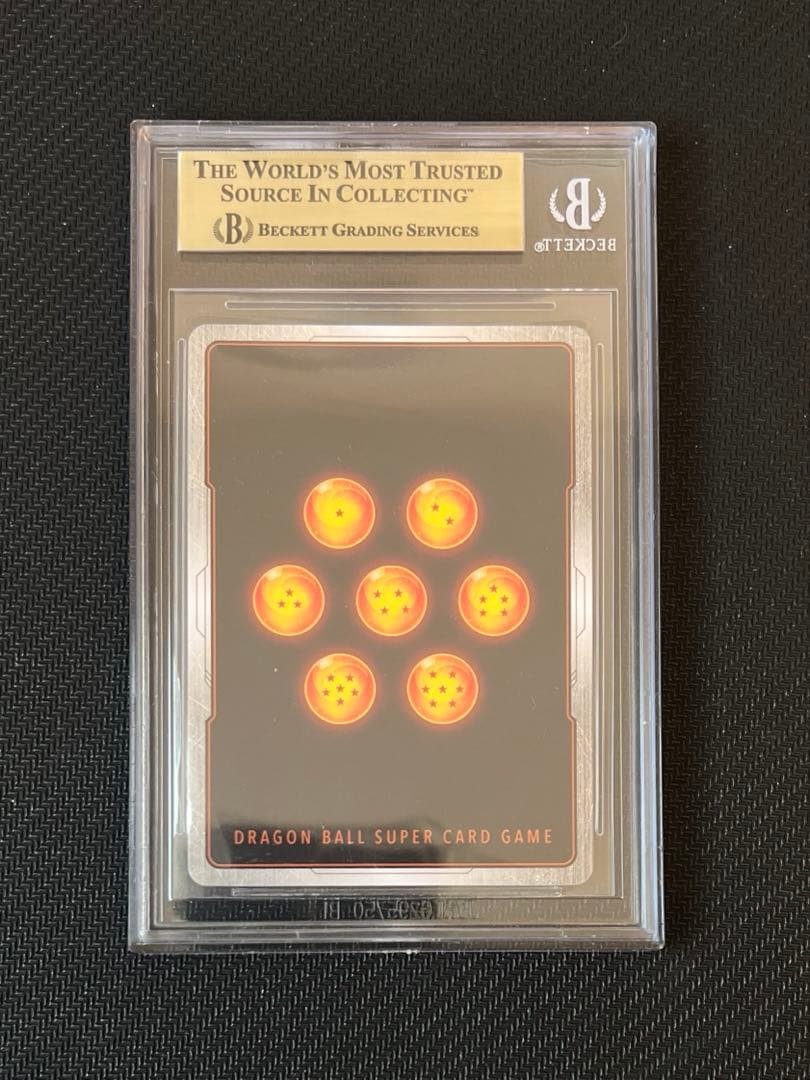 THE WORLD'S MOST TRUSTED
SOURCE IN COLLECTING™
B BECKETT GRADING SERVICES
B
BECKETT®
DRAGON BALL SUPER CARD GAME